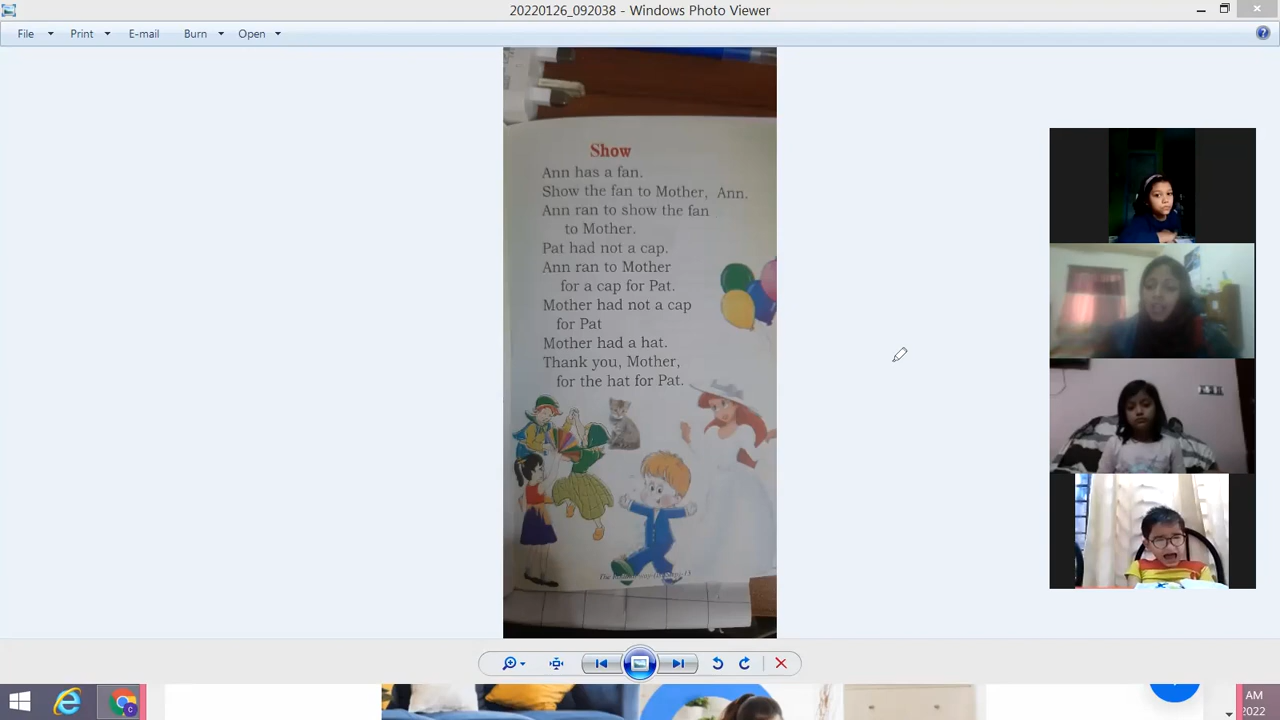 20220126_092038 - Windows Photo Viewer
File Print E-mail Burn Open
Show
Ann has a fan.
Show the fan to Mother, Ann.
Ann ran to show the fan
to Mother.
Pat had not a cap.
Ann ran to Mother
for a cap for Pat.
Mother had not a cap
for Pat
Mother had a hat.
Thank you, Mother,
for the hat for Pat.
AM
2022